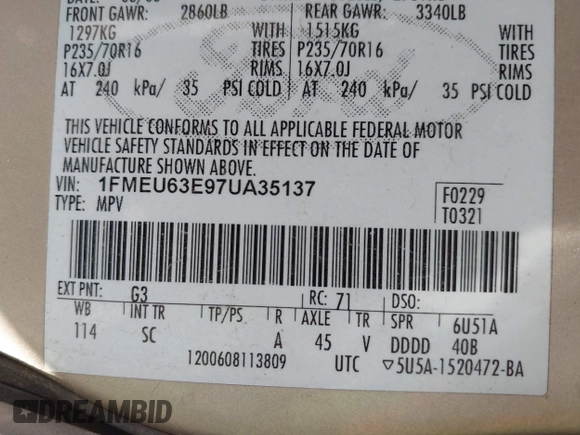 FRONT GAWR: 2860LB REAR GAWR: 3340LB
1297KG WITH 1515KG WITH
P235/70R16 TIRES P235/70R16 TIRES
16X7.0J RIMS 16X7.0J RIMS
AT 240 kPa/ 35 PSI COLD AT 240 kPa/ 35 PSI COLD
THIS VEHICLE CONFORMS TO ALL APPLICABLE FEDERAL MOTOR
VEHICLE SAFETY STANDARDS IN EFFECT ON THE DATE OF
MANUFACTURE SHOWN ABOVE.
VIN: 1FMEU63E97UA35137
TYPE: MPV
F0229
T0321
EXT PNT: G3 RC: 71 DSO:
WB INT TR TP/PS R AXLE TR SPR 6U51A
114 SC A 45 V DDDD 40B
1200608113809 UTC ▽5U5A-1520472-BA
DREAMBID